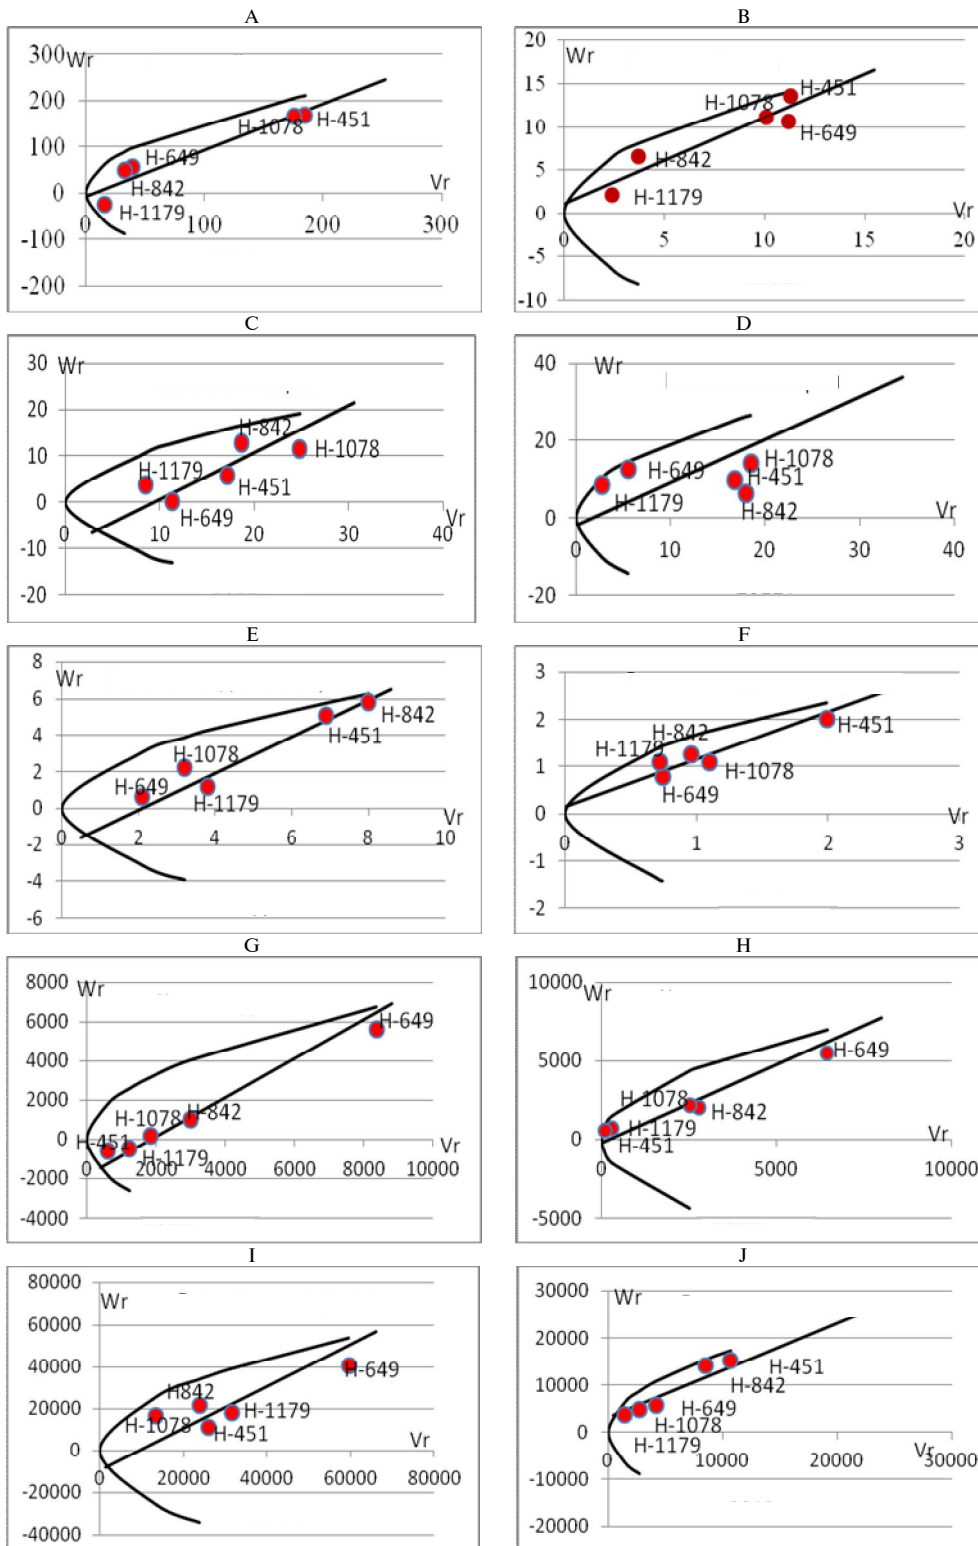 A
300
Wr
200
100
0
-100
-200
H-1078
H-451
H-649
H-842
H-1179
Vr
0 100 200 300
B
20
Wr
15
10
5
0
-5
-10
H-451
H-1078
H-649
H-842
H-1179
Vr
0 5 10 15 20
C
30
Wr
20
10
0
-10
-20
H-842
H-1078
H-1179
H-451
H-649
Vr
0 10 20 30 40
D
40
Wr
20
0
-20
H-649
H-1078
H-451
H-1179
H-842
Vr
0 10 20 30 40
E
8
Wr
6
4
2
0
-2
-4
-6
H-842
H-451
H-1078
H-649
H-1179
Vr
0 2 4 6 8 10
F
3
Wr
2
1
0
-1
-2
H-842
H-451
H-1179
H-1078
H-649
Vr
0 1 2 3
G
8000
Wr
6000
4000
2000
0
-2000
-4000
H-649
H-842
H-1078
H-451
H-1179
Vr
0 2000 4000 6000 8000 10000
H
10000
Wr
5000
0
-5000
H-649
H-1078
H-842
H-1179
H-451
Vr
0 5000 10000
I
80000
Wr
60000
40000
20000
0
-20000
-40000
H-649
H842
H-1179
H-1078
H-451
Vr
0 20000 40000 60000 80000
J
30000
Wr
20000
10000
0
-10000
-20000
H-451
H-842
H-649
H-1078
H-1179
Vr
0 10000 20000 30000